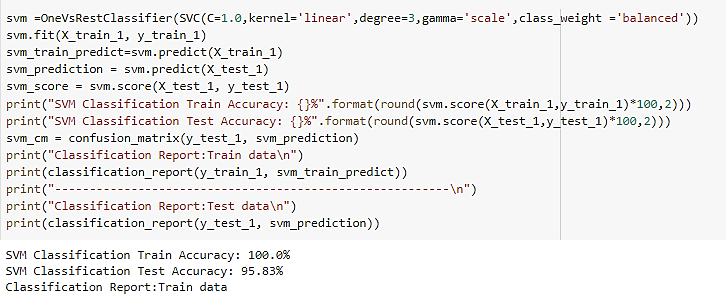 svm =OneVsRestClassifier(SVC(C=1.0,kernel='linear',degree=3,gamma='scale',class_weight ='balanced'))
svm.fit(X_train_1, y_train_1)
svm_train_predict=svm.predict(X_train_1)
svm_prediction = svm.predict(X_test_1)
svm_score = svm.score(X_test_1, y_test_1)
print("SVM Classification Train Accuracy: {}%".format(round(svm.score(X_train_1,y_train_1)*100,2)))
print("SVM Classification Test Accuracy: {}%".format(round(svm.score(X_test_1,y_test_1)*100,2)))
svm_cm = confusion_matrix(y_test_1, svm_prediction)
print("Classification Report:Train data\n")
print(classification_report(y_train_1, svm_train_predict))
print("-------------------------------------------------------\n")
print("Classification Report:Test data\n")
print(classification_report(y_test_1, svm_prediction))
SVM Classification Train Accuracy: 100.0%
SVM Classification Test Accuracy: 95.83%
Classification Report:Train data